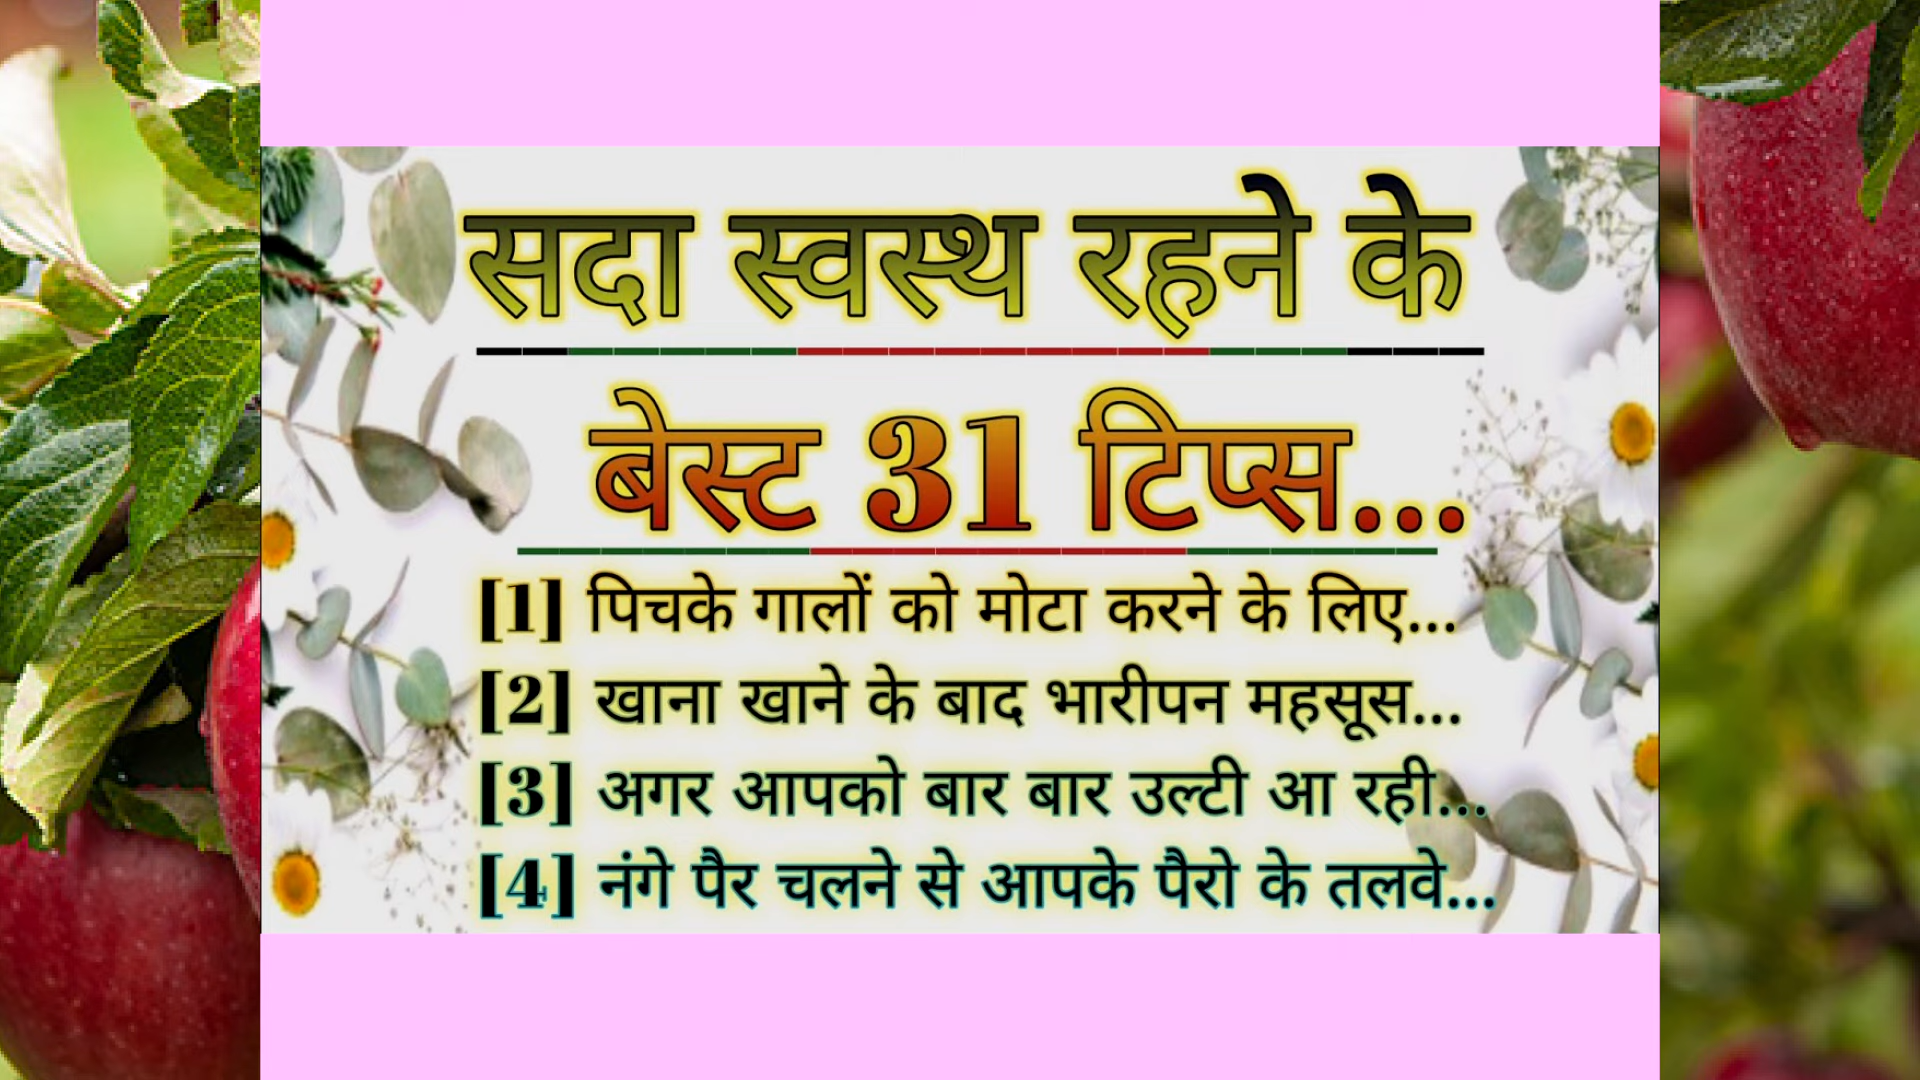 सदा स्वस्थ रहने के
बेस्ट 31 टिप्स...
[1] पिचके गालों को मोटा करने के लिए...
[2] खाना खाने के बाद भारीपन महसूस...
[3] अगर आपको बार बार उल्टी आ रही...
[4] नंगे पैर चलने से आपके पैरो के तलवे...